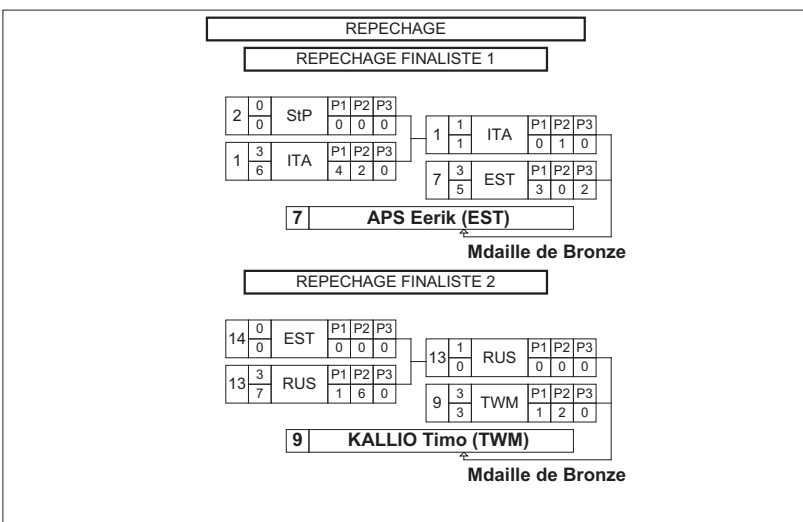 REPECHAGE
REPECHAGE FINALISTE 1
2 0 StP P1 P2 P3
0 0 0 0
1 3 ITA P1 P2 P3
6 4 2 0
1 1 ITA P1 P2 P3
1 0 1 0
7 3 EST P1 P2 P3
5 3 0 2
7 APS Eerik (EST)
Mdaille de Bronze
REPECHAGE FINALISTE 2
14 0 EST P1 P2 P3
0 0 0 0
13 3 RUS P1 P2 P3
7 1 6 0
13 1 RUS P1 P2 P3
0 0 0 0
9 3 TWM P1 P2 P3
3 1 2 0
9 KALLIO Timo (TWM)
Mdaille de Bronze